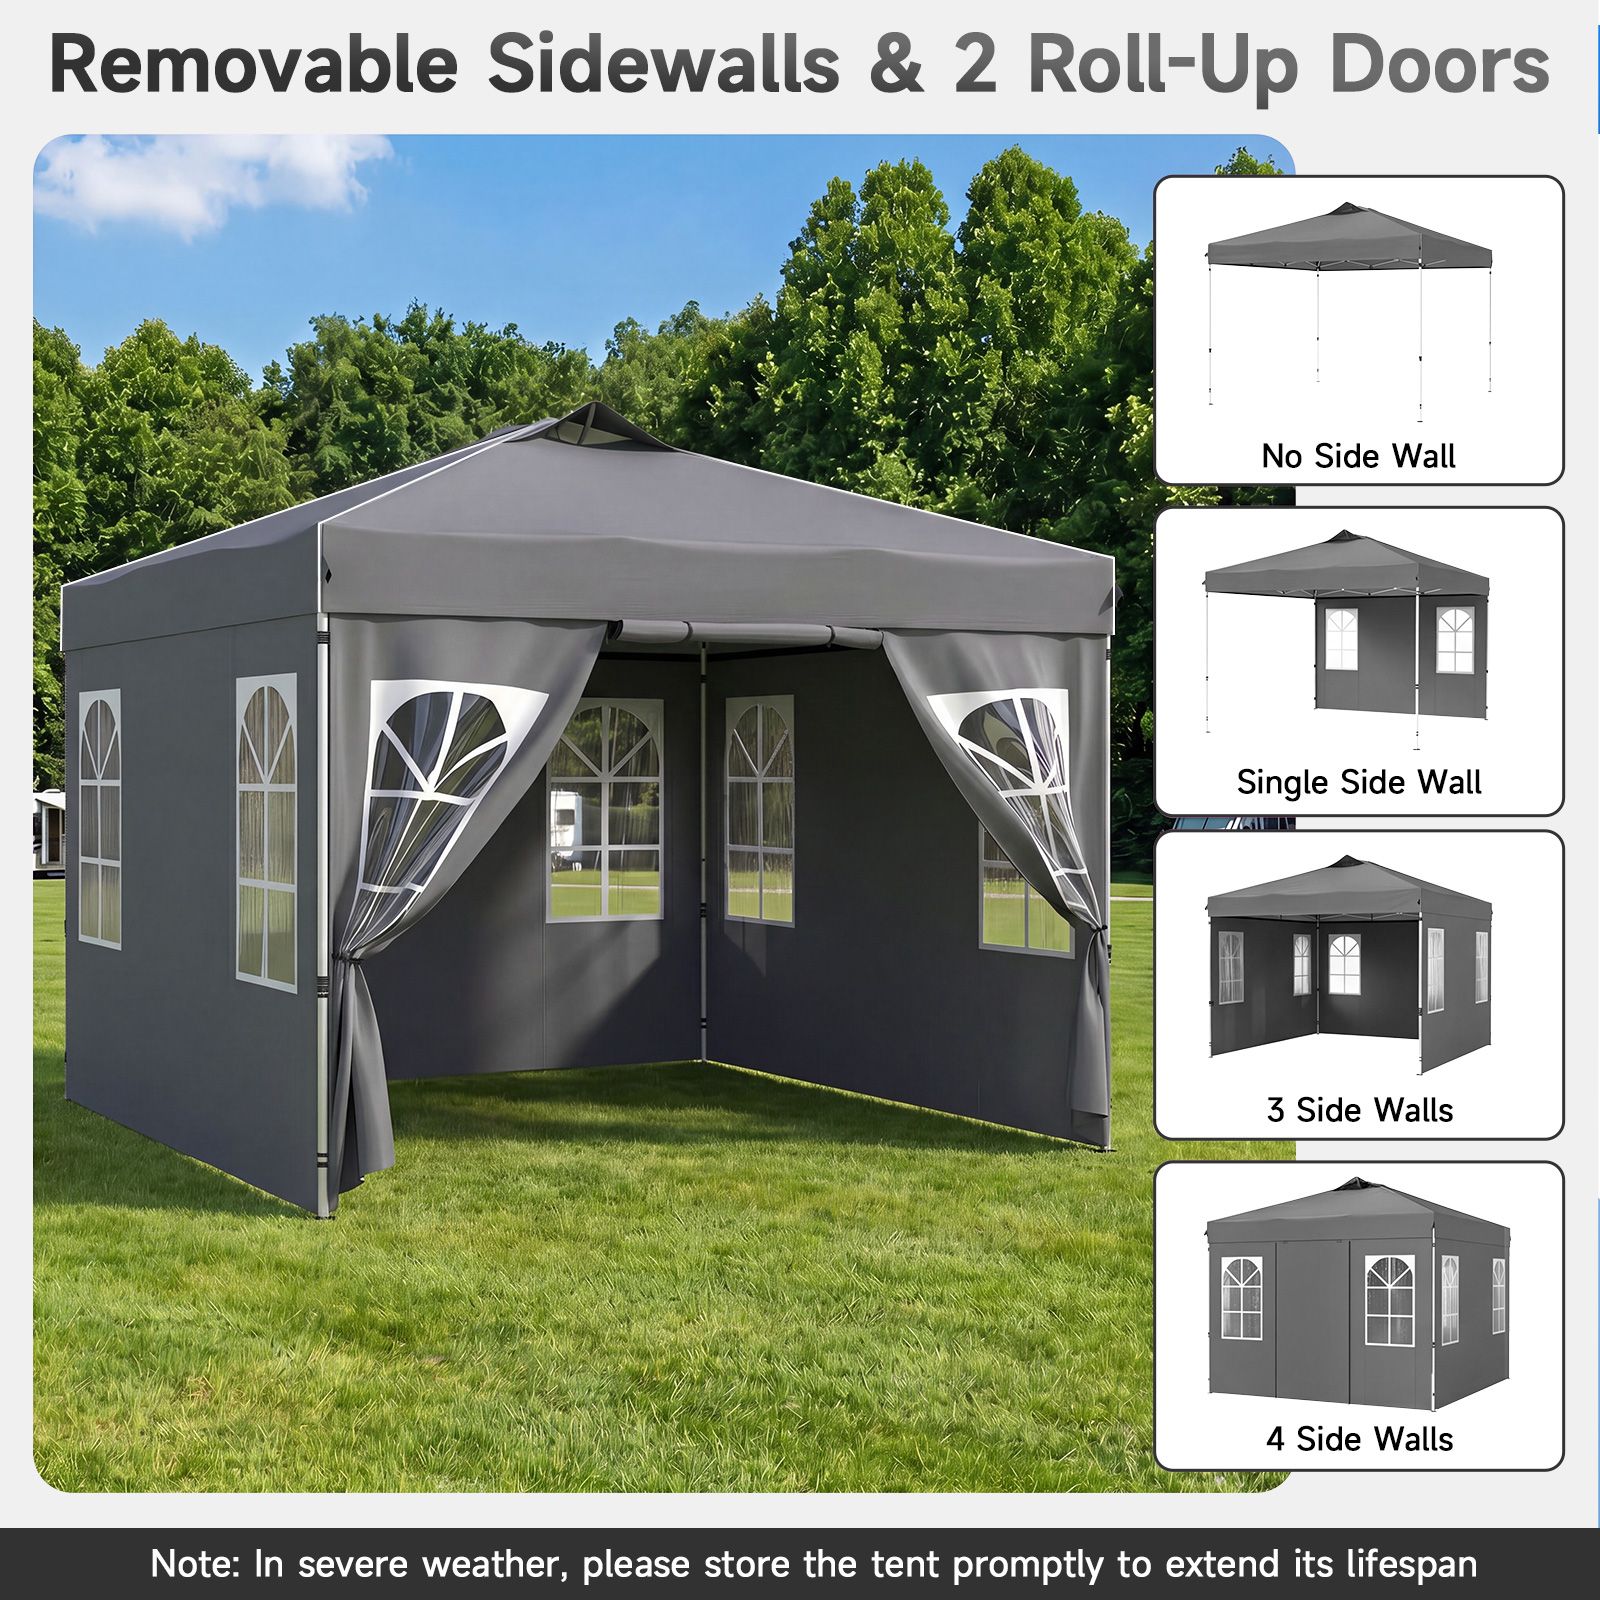 Removable Sidewalls & 2 Roll-Up Doors
No Side Wall
Single Side Wall
3 Side Walls
4 Side Walls
Note: In severe weather, please store the tent promptly to extend its lifespan